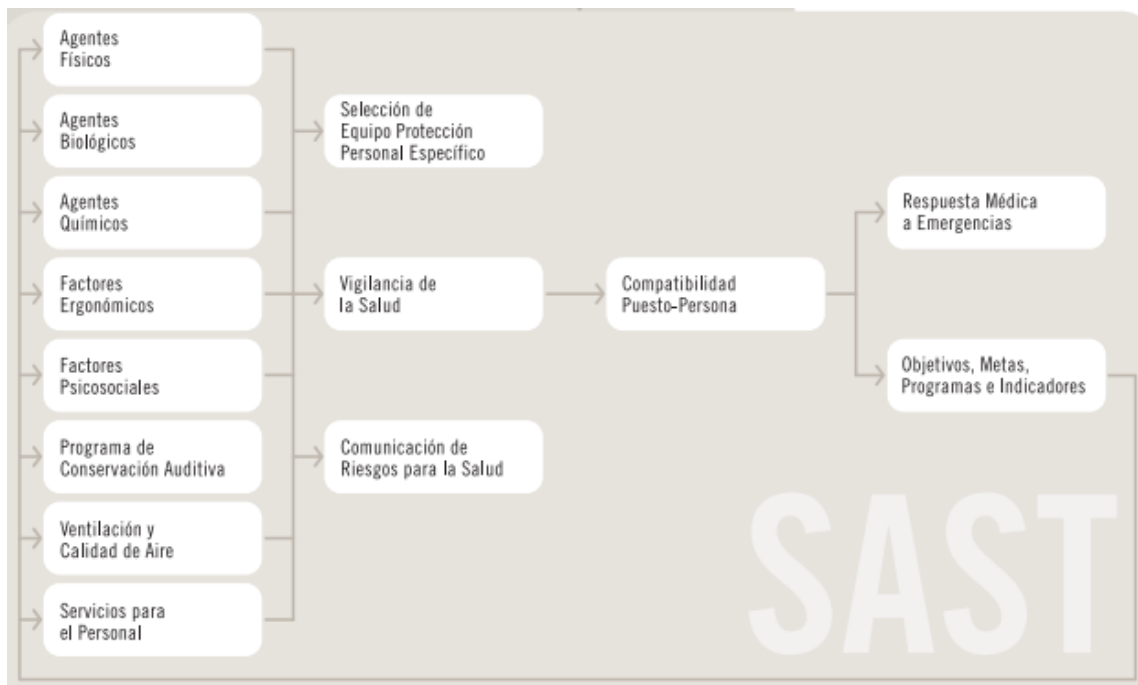 Agentes
Físicos
Agentes
Biológicos
Agentes
Químicos
Factores
Ergonómicos
Factores
Psicosociales
Programa de
Conservación Auditiva
Ventilación y
Calidad de Aire
Servicios para
el Personal
Selección de
Equipo Protección
Personal Específico
Vigilancia de
la Salud
Comunicación de
Riesgos para la Salud
Compatibilidad
Puesto-Persona
Respuesta Médica
a Emergencias
Objetivos, Metas,
Programas e Indicadores
SAST